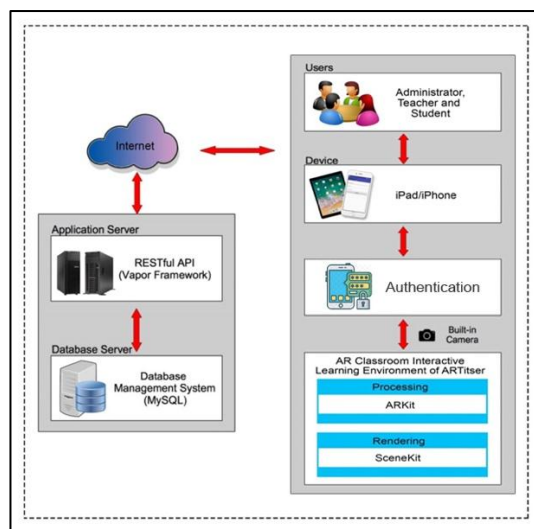 Internet
Application Server
RESTful API
(Vapor Framework)
Database Server
Database
Management System
(MySQL)
Users
Administrator,
Teacher and
Student
Device
iPad/iPhone
Authentication
Built-in
Camera
AR Classroom Interactive
Learning Environment of ARTitser
Processing
ARKit
Rendering
SceneKit